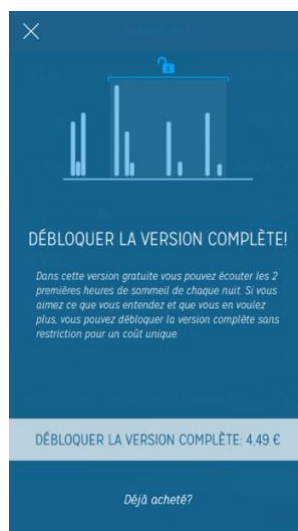 DÉBLOQUER LA VERSION COMPLÈTE!
Dans cette version gratuite vous pouvez écouter les 2
premières heures de sommeil de chaque nuit. Si vous
aimez ce que vous entendez et que vous en voulez
plus, vous pouvez débloquer la version complète sans
restriction pour un coût unique.
DÉBLOQUER LA VERSION COMPLÈTE: 4.49 €
Déjà acheté?